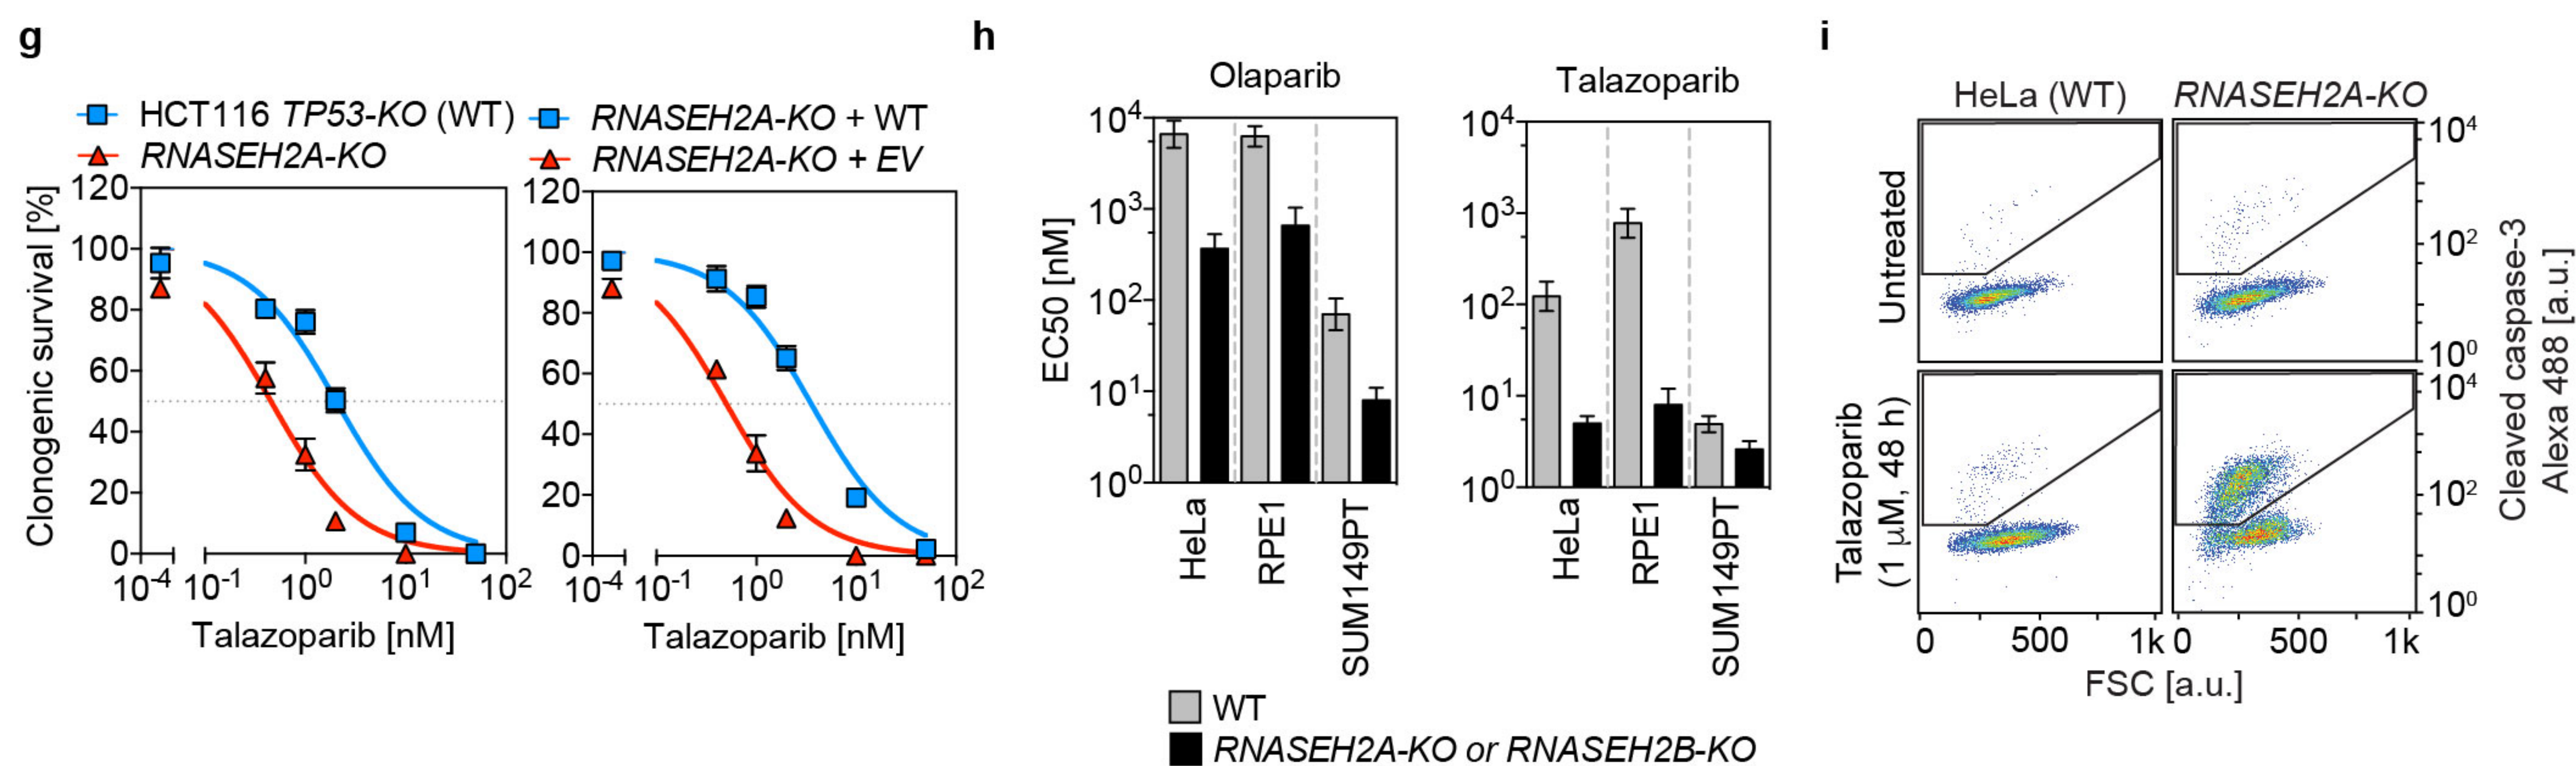 g
HCT116 TP53-KO (WT)
RNASEH2A-KO
RNASEH2A-KO + WT
RNASEH2A-KO + EV
Clonogenic survival [%]
120
100
80
60
40
20
0
10-4 10-1 10⁰ 10¹ 10²
Talazoparib [nM]
120
100
80
60
40
20
0
10-4 10-1 10⁰ 10¹ 10²
Talazoparib [nM]
h
Olaparib
EC50 [nM]
10⁴
10³
10²
10¹
10⁰
HeLa
RPE1
SUM149PT
Talazoparib
10⁴
10³
10²
10¹
10⁰
HeLa
RPE1
SUM149PT
WT
RNASEH2A-KO or RNASEH2B-KO
i
HeLa (WT) RNASEH2A-KO
Untreated
Talazoparib
(1 µM, 48 h)
10⁴
10²
10⁰
10⁴
10²
10⁰
Cleaved caspase-3
Alexa 488 [a.u.]
0 500 1k 0 500 1k
FSC [a.u.]